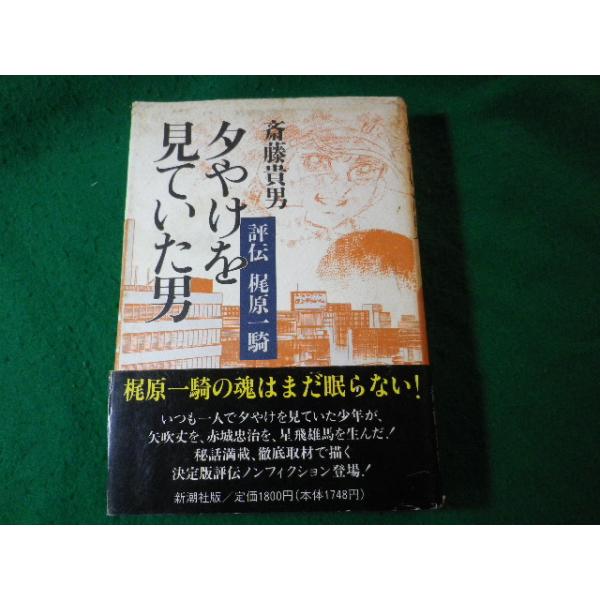 斎藤貴男
夕やけを
見ていた男
評伝 梶原一騎
梶原一騎の魂はまだ眠らない!
いつも一人で夕やけを見ていた少年が、
矢吹丈を、赤城忠治を、星飛雄馬を生んだ!
秘話満載、徹底取材で描く
決定版評伝ノンフィクション登場!
新潮社版/定価1800円(本体1748円)